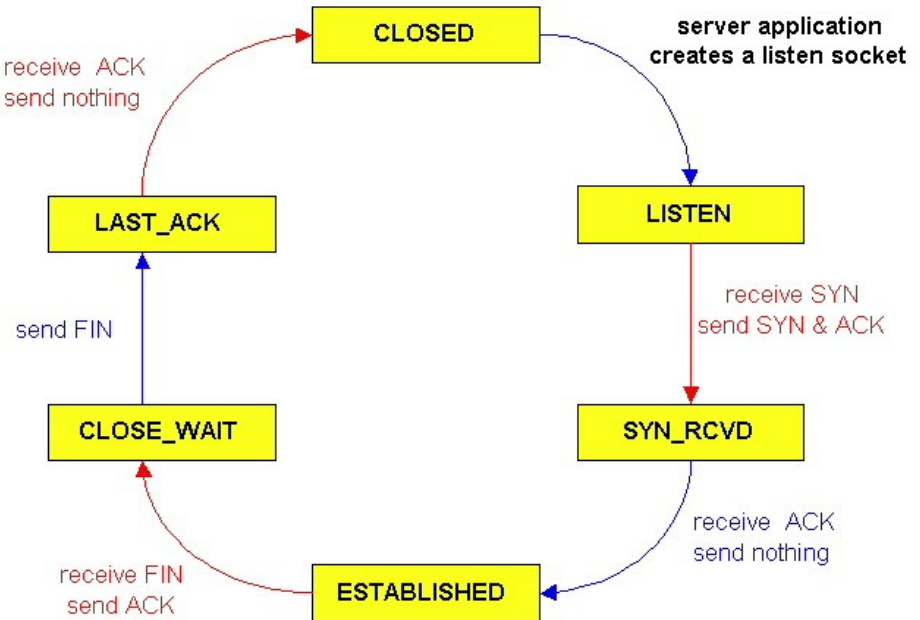 CLOSED
server application
creates a listen socket
receive ACK
send nothing
LAST_ACK
LISTEN
receive SYN
send SYN & ACK
send FIN
CLOSE_WAIT
SYN_RCVD
receive ACK
send nothing
receive FIN
send ACK
ESTABLISHED